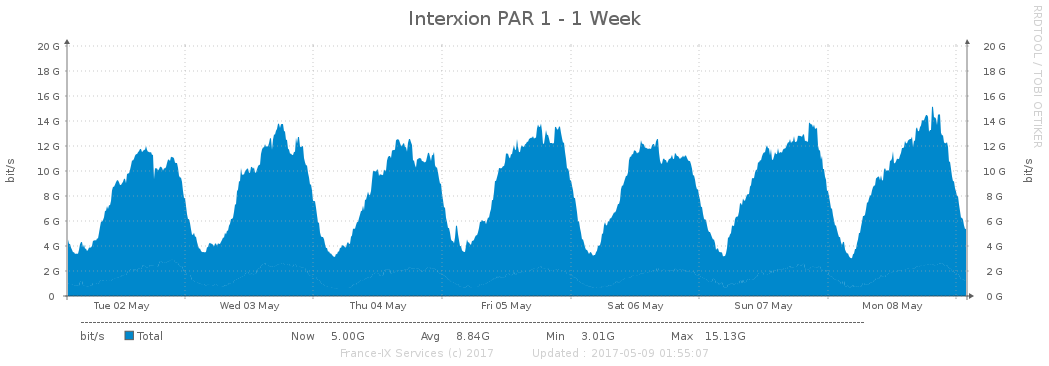 Interxion PAR 1 - 1 Week
RRDTOOL / TOBI OETIKER
bit/s
20 G 20 G
18 G 18 G
16 G 16 G
14 G 14 G
12 G 12 G
10 G 10 G
8 G 8 G
6 G 6 G
4 G 4 G
2 G 2 G
0 0 G
bit/s
Tue 02 May Wed 03 May Thu 04 May Fri 05 May Sat 06 May Sun 07 May Mon 08 May
bit/s Total Now 5.00G Avg 8.84G Min 3.01G Max 15.13G
France-IX Services (c) 2017 Updated : 2017-05-09 01:55:07